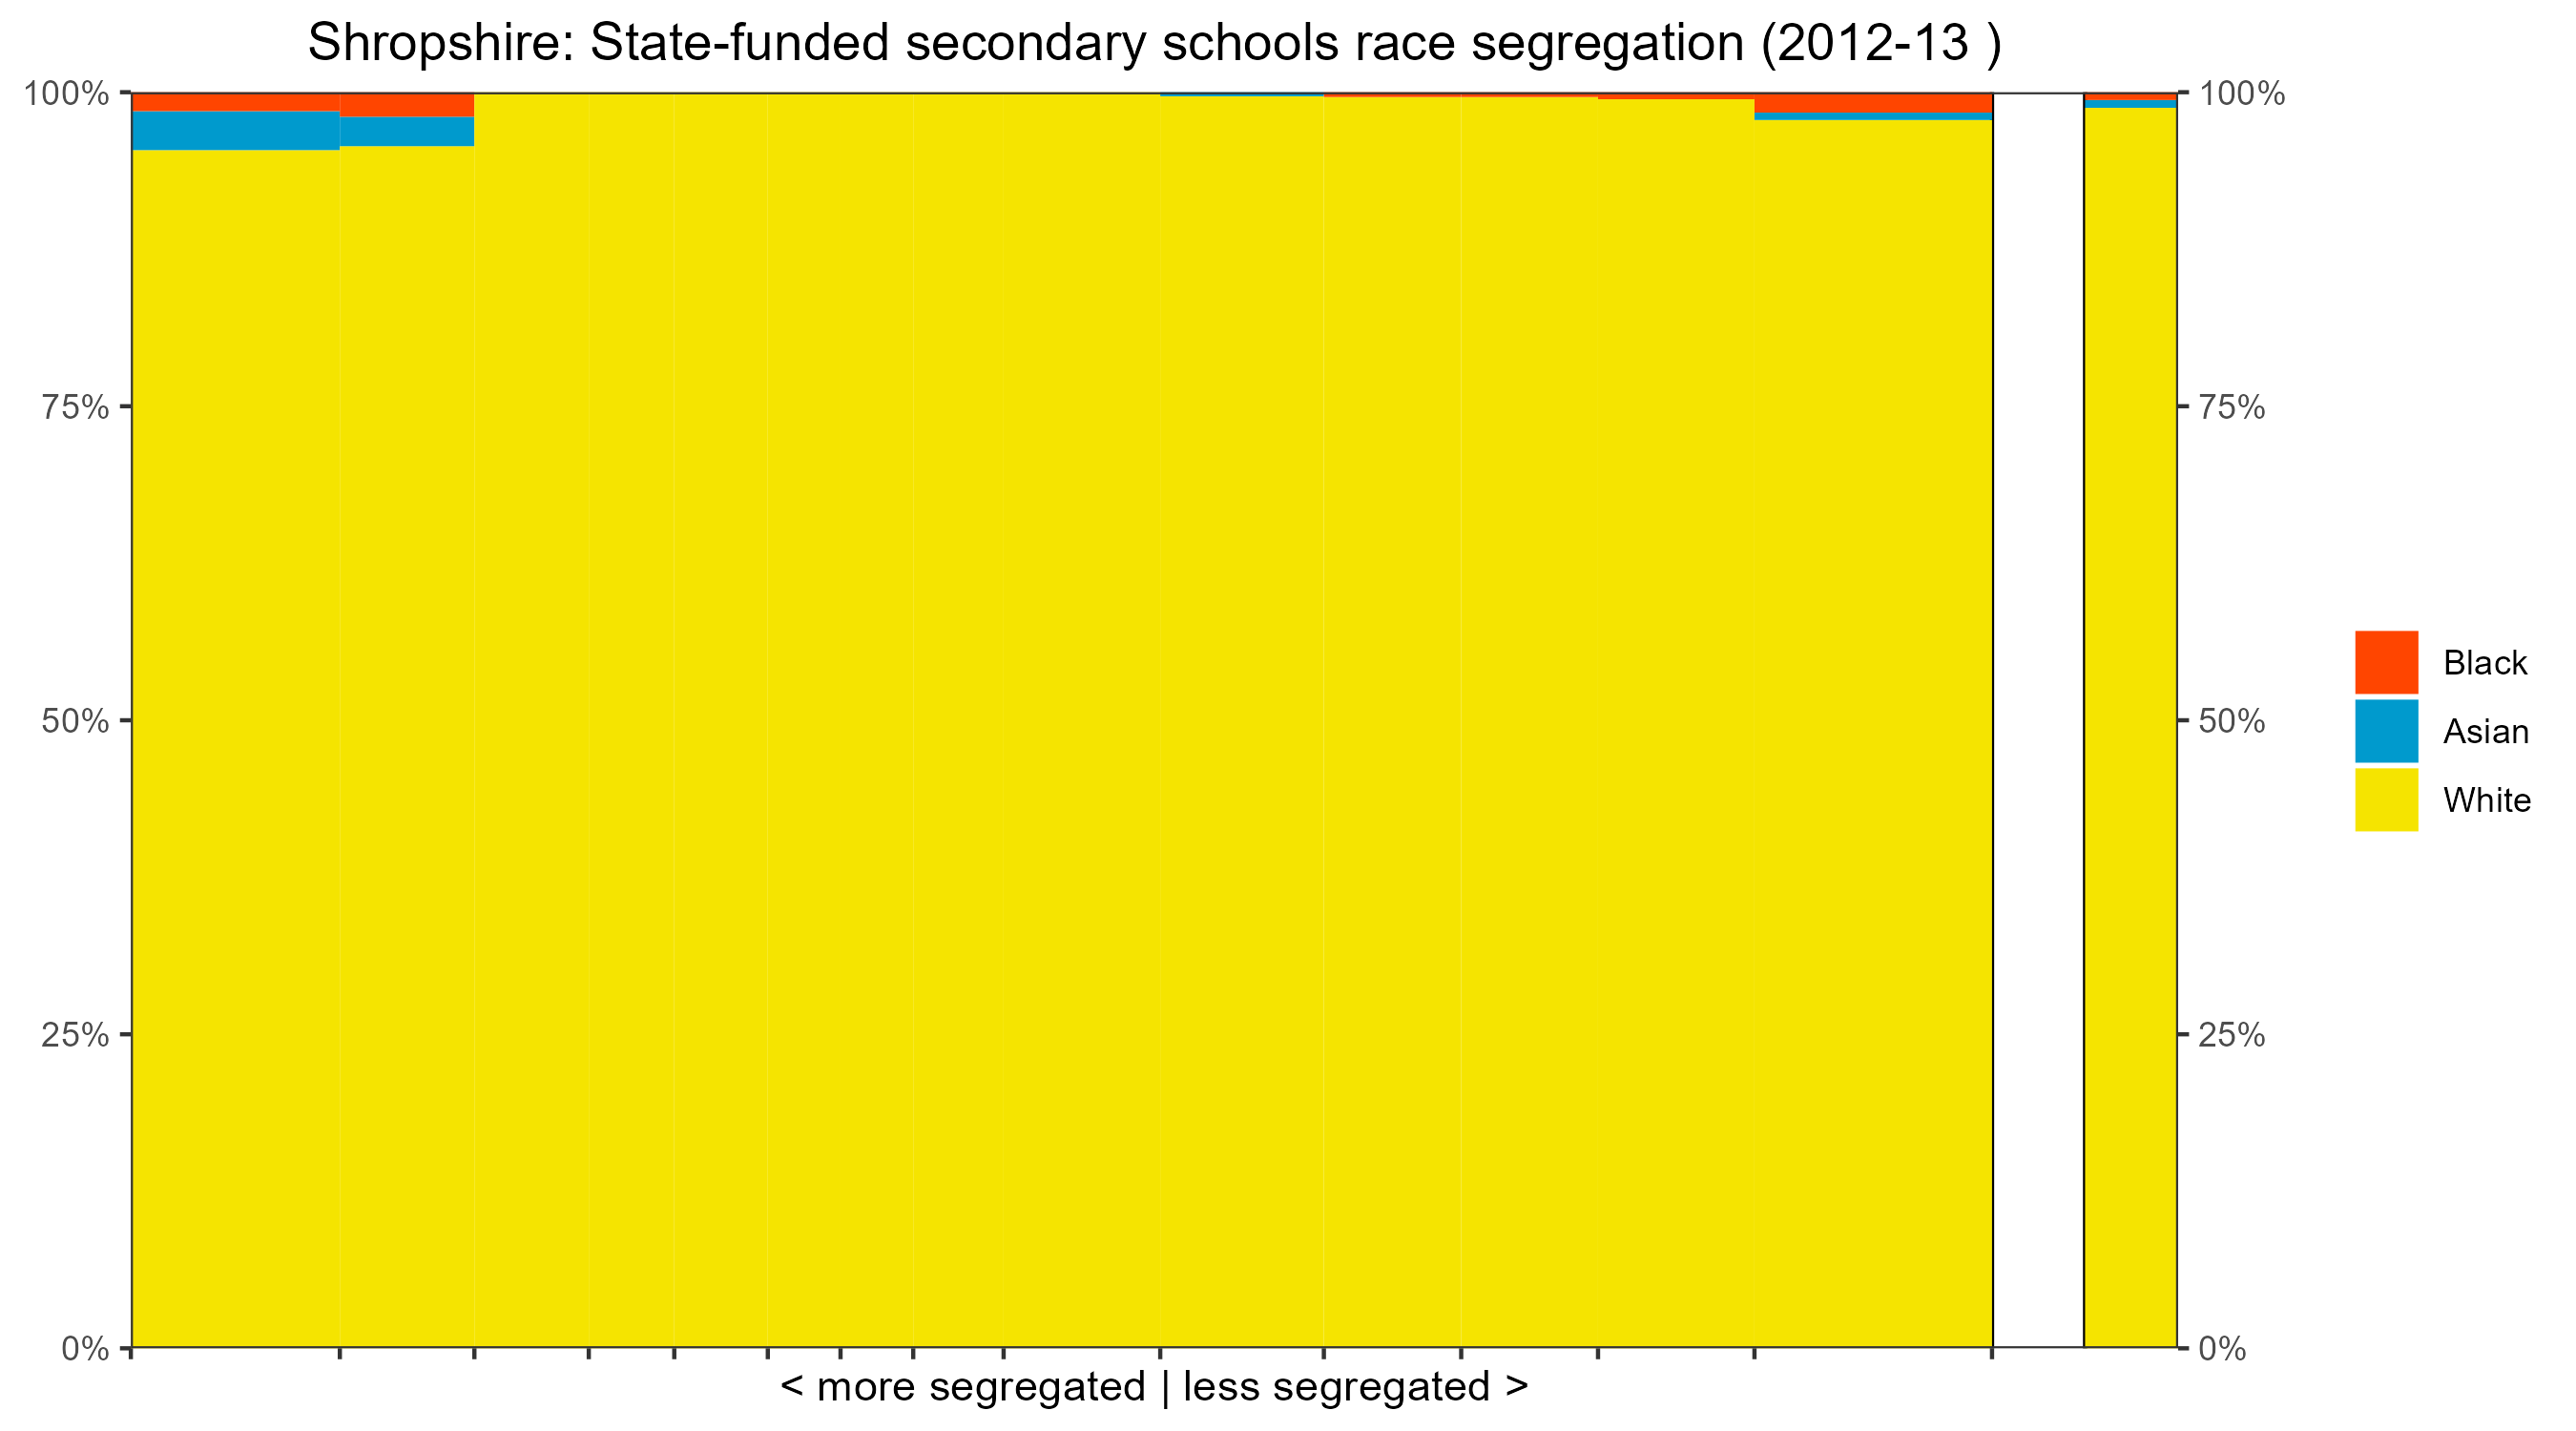 Shropshire: State-funded secondary schools race segregation (2012-13 )
100%
75%
50%
25%
0%
100%
75%
50%
25%
0%
Black
Asian
White
< more segregated | less segregated >